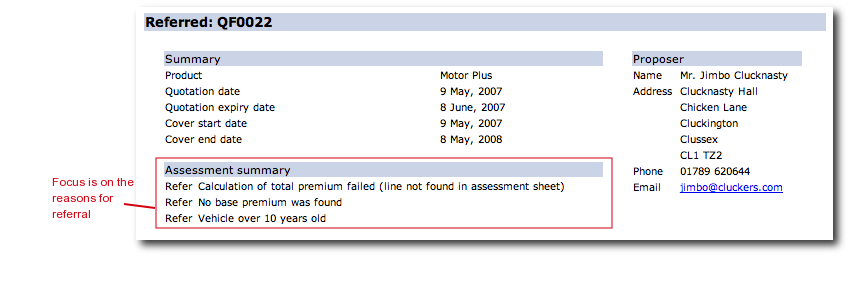 Referred: QF0022
Summary
Product Motor Plus
Quotation date 9 May, 2007
Quotation expiry date 8 June, 2007
Cover start date 9 May, 2007
Cover end date 8 May, 2008
Proposer
Name Mr. Jimbo Clucknasty
Address Clucknasty Hall
Chicken Lane
Cluckington
Clussex
CL1 TZ2
Phone 01789 620644
Email jimbo@cluckers.com
Assessment summary
Refer Calculation of total premium failed (line not found in assessment sheet)
Refer No base premium was found
Refer Vehicle over 10 years old
Focus is on the
reasons for
referral